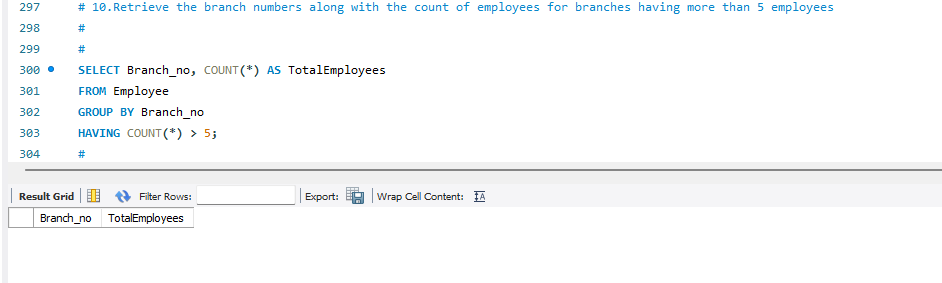 297 # 10.Retrieve the branch numbers along with the count of employees for branches having more than 5 employees
298 #
299 #
300 SELECT Branch_no, COUNT(*) AS TotalEmployees
301 FROM Employee
302 GROUP BY Branch_no
303 HAVING COUNT(*) > 5;
304 #
Result Grid Filter Rows: Export: Wrap Cell Content:
Branch_no TotalEmployees